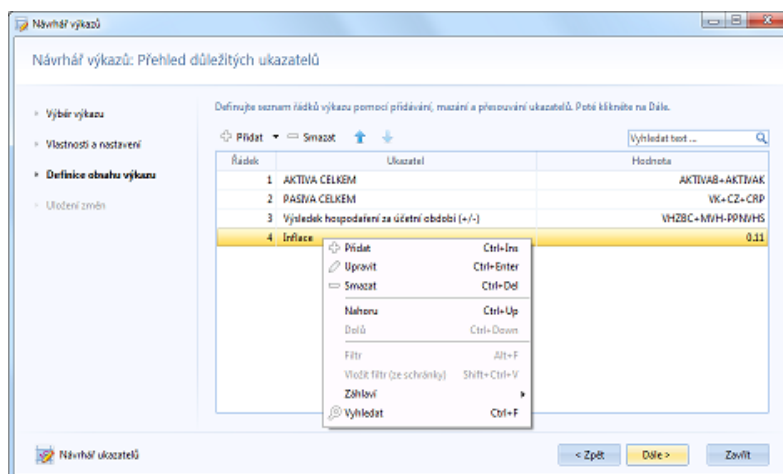 Návrhář výkazů
Návrhář výkazů: Přehled důležitých ukazatelů
Výběr výkazu
Vlastnosti a nastavení
Definice obsahu výkazu
Uložení změn
Definujte seznam řádků výkazu pomocí přidávání, mazání a přesouvání ukazatelů. Poté klikněte na Dále.
Přidat Smazat Vyhledat text ...
Řádek Ukazatel Hodnota
1 AKTIVA CELKEM AKTIVAB+AKTIVAK
2 PASIVA CELKEM VK+CZ+CRP
3 Výsledek hospodaření za účetní období (+/-) VHZBC+MVH-PPNVHS
4 Inflace 0.11
Přidat Ctrl+Ins
Upravit Ctrl+Enter
Smazat Ctrl+Del
Nahoru Ctrl+Up
Dolů Ctrl+Down
Filtr Alt+F
Vložit filtr (ze schránky) Shift+Ctrl+V
Záhlaví
Vyhledat Ctrl+F
Návrhář ukazatelů < Zpět Dále > Zavřít